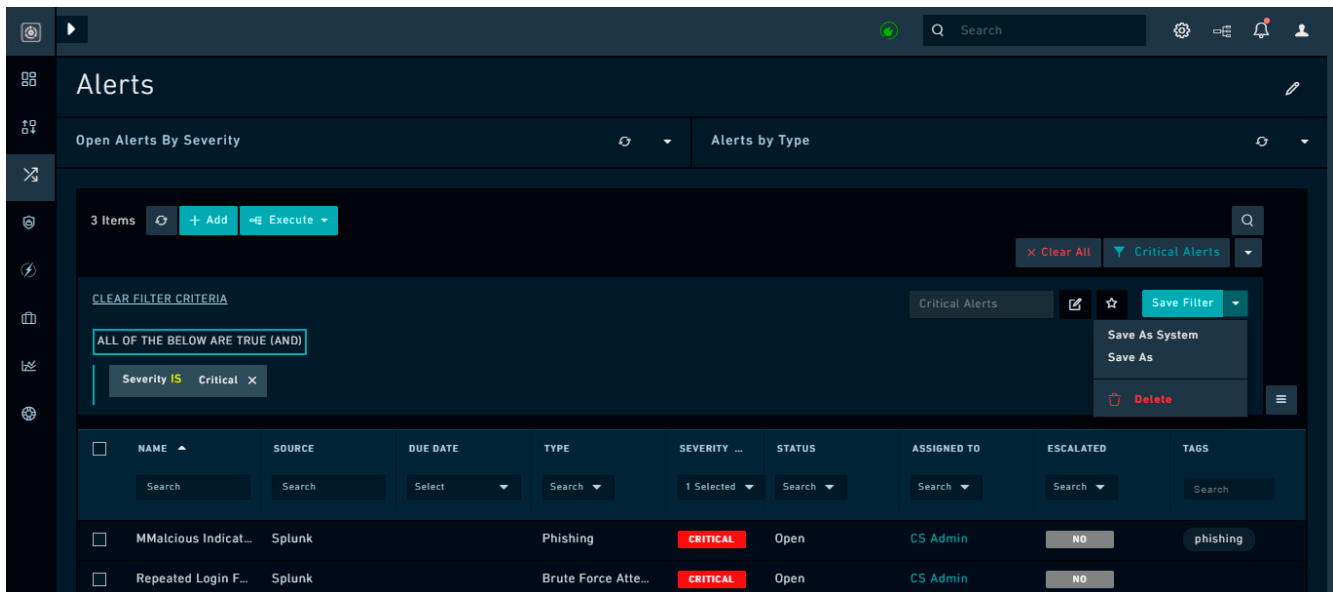 Search
Alerts
Open Alerts By Severity
Alerts by Type
3 Items
+ Add
Execute
× Clear All
Critical Alerts
CLEAR FILTER CRITERIA
Critical Alerts
Save Filter
Save As System
Save As
Delete
ALL OF THE BELOW ARE TRUE (AND)
Severity IS Critical ×
NAME SOURCE DUE DATE TYPE SEVERITY ... STATUS ASSIGNED TO ESCALATED TAGS
Search Search Select Search 1 Selected Search Search Search Search
MMalcious Indicat... Splunk Phishing CRITICAL Open CS Admin NO phishing
Repeated Login F... Splunk Brute Force Atte... CRITICAL Open CS Admin NO